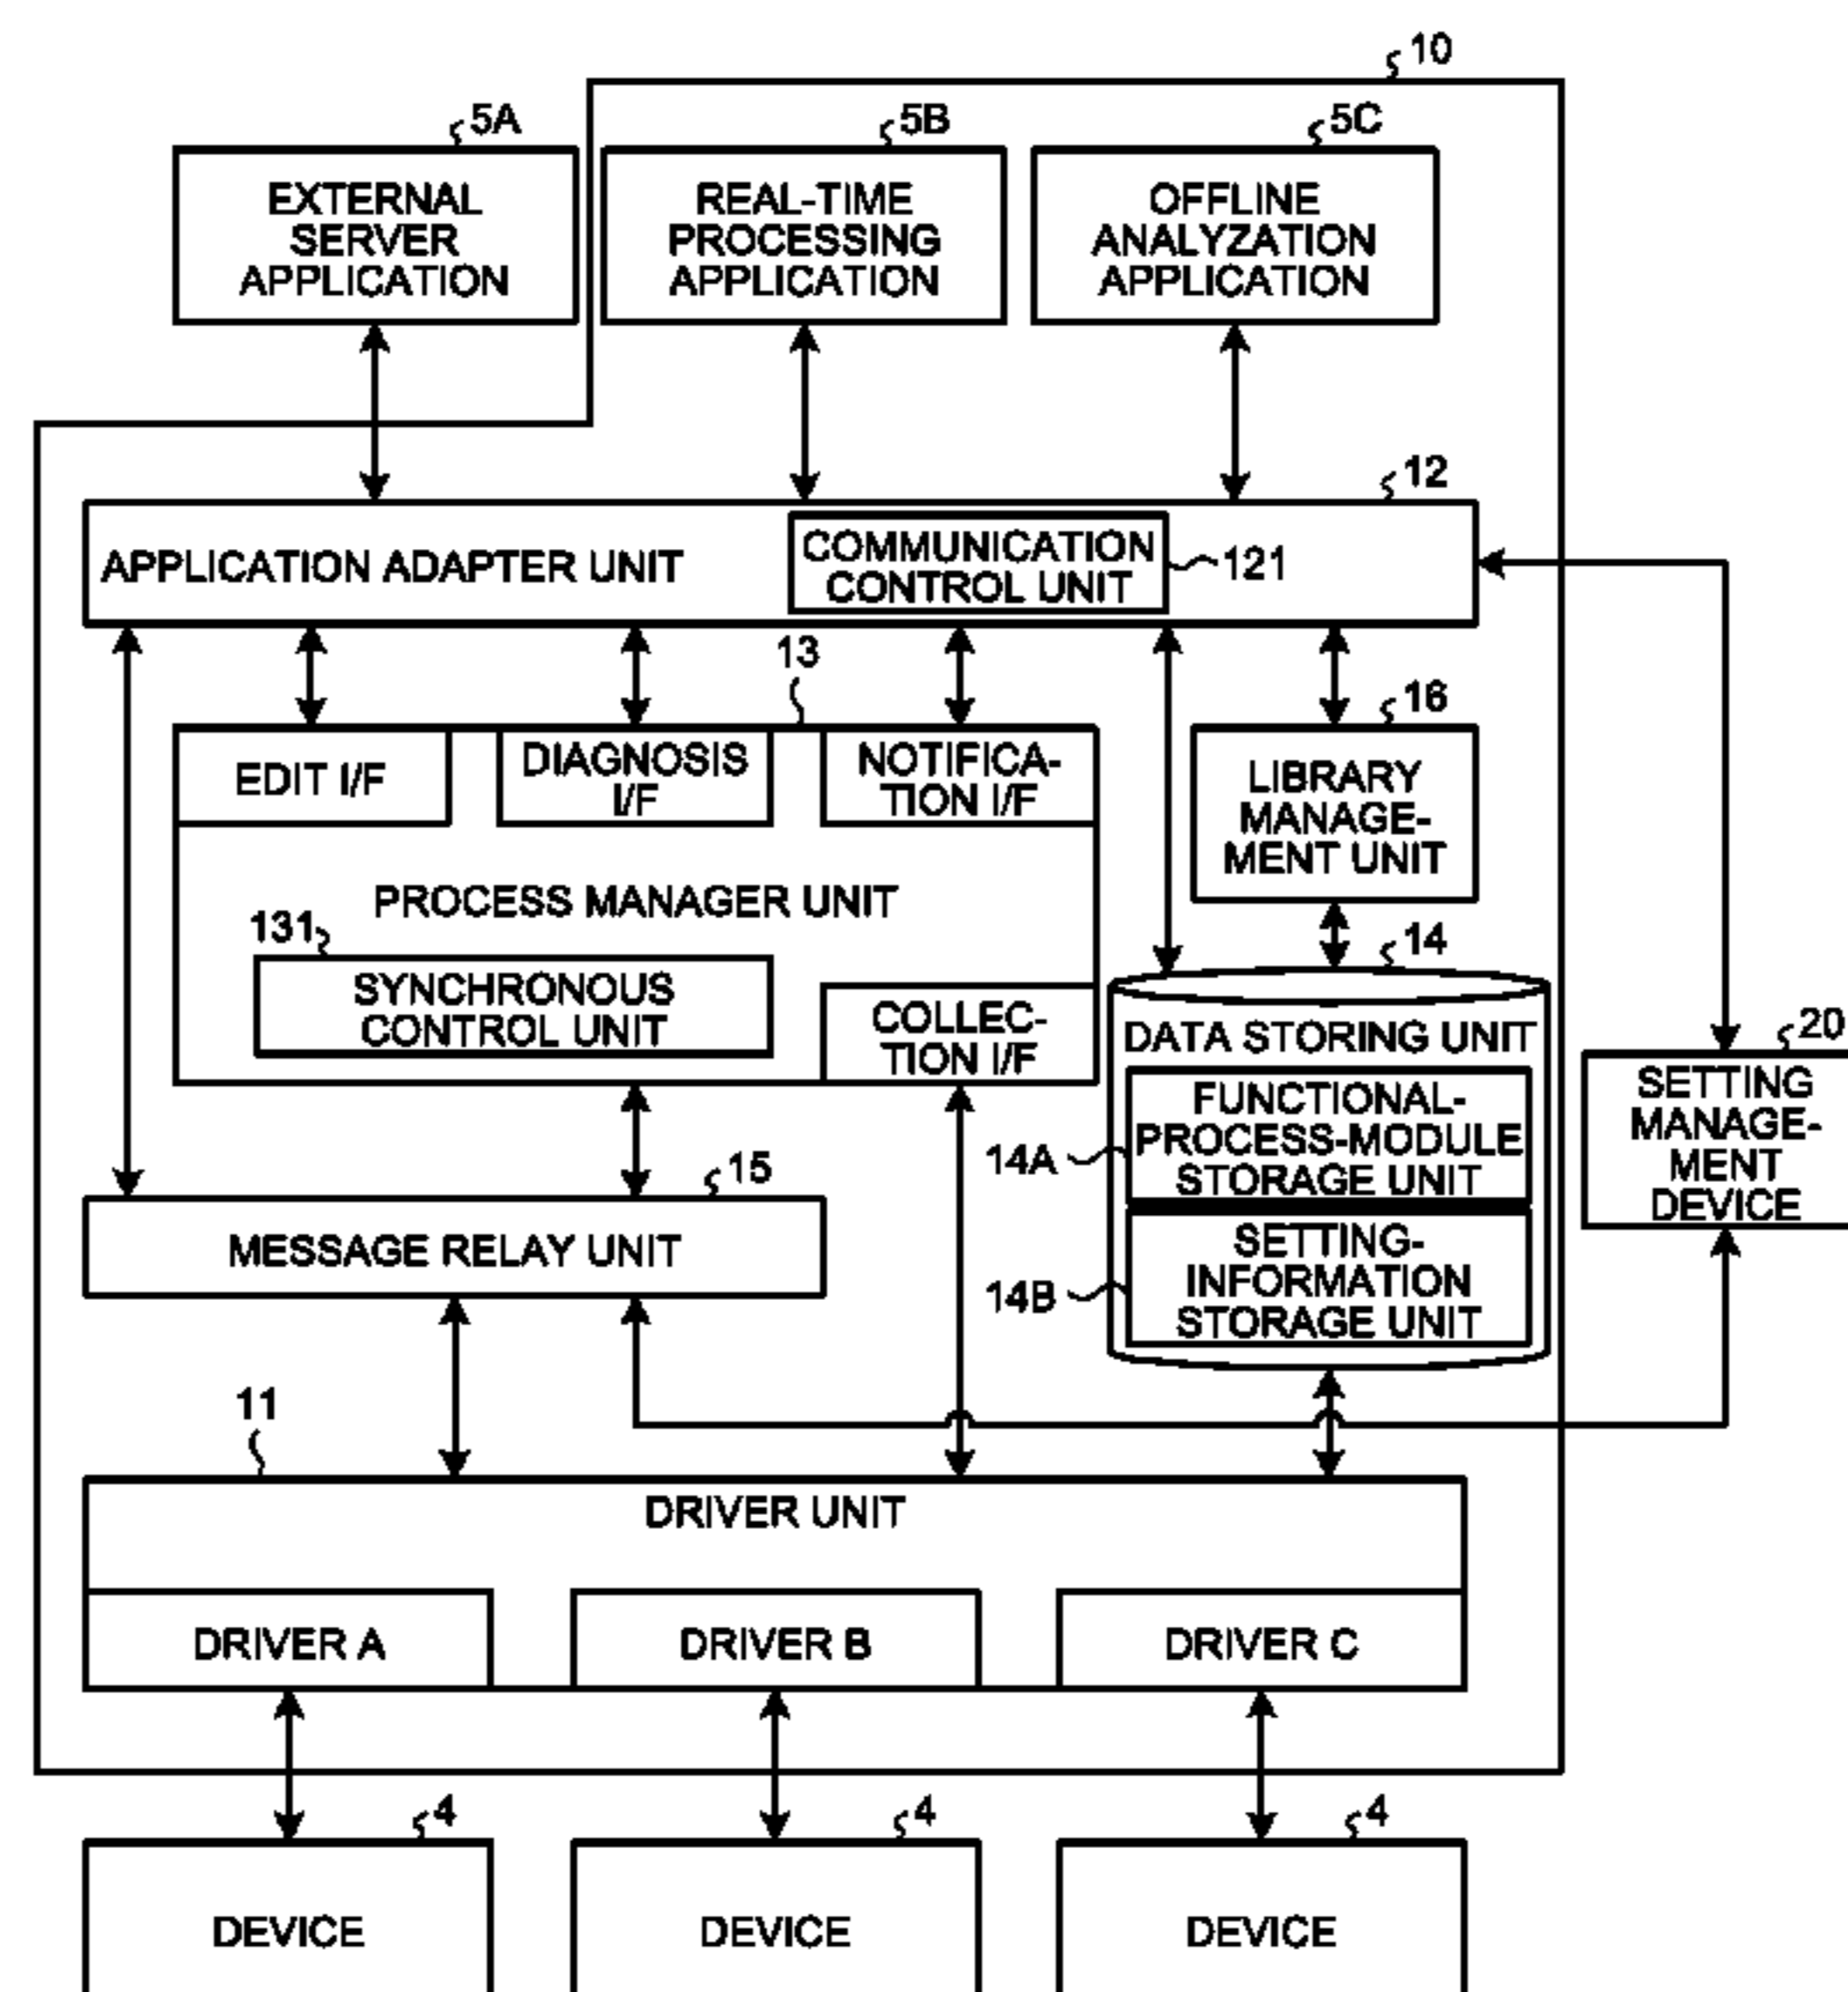 10
5A
5B
5C
EXTERNAL
SERVER
APPLICATION
REAL-TIME
PROCESSING
APPLICATION
OFFLINE
ANALYZATION
APPLICATION
12
APPLICATION ADAPTER UNIT
COMMUNICATION
CONTROL UNIT
121
13
16
EDIT I/F
DIAGNOSIS
I/F
NOTIFICA-
TION I/F
LIBRARY
MANAGE-
MENT UNIT
PROCESS MANAGER UNIT
131
SYNCHRONOUS
CONTROL UNIT
COLLEC-
TION I/F
14
DATA STORING UNIT
20
SETTING
MANAGE-
MENT
DEVICE
14A
FUNCTIONAL-
PROCESS-MODULE
STORAGE UNIT
15
MESSAGE RELAY UNIT
14B
SETTING-
INFORMATION
STORAGE UNIT
11
DRIVER UNIT
DRIVER A
DRIVER B
DRIVER C
4
4
4
DEVICE
DEVICE
DEVICE